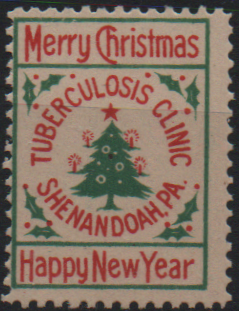 Merry Christmas
TUBERCULOSIS CLINIC
SHENANDOAH, PA.
Happy New Year